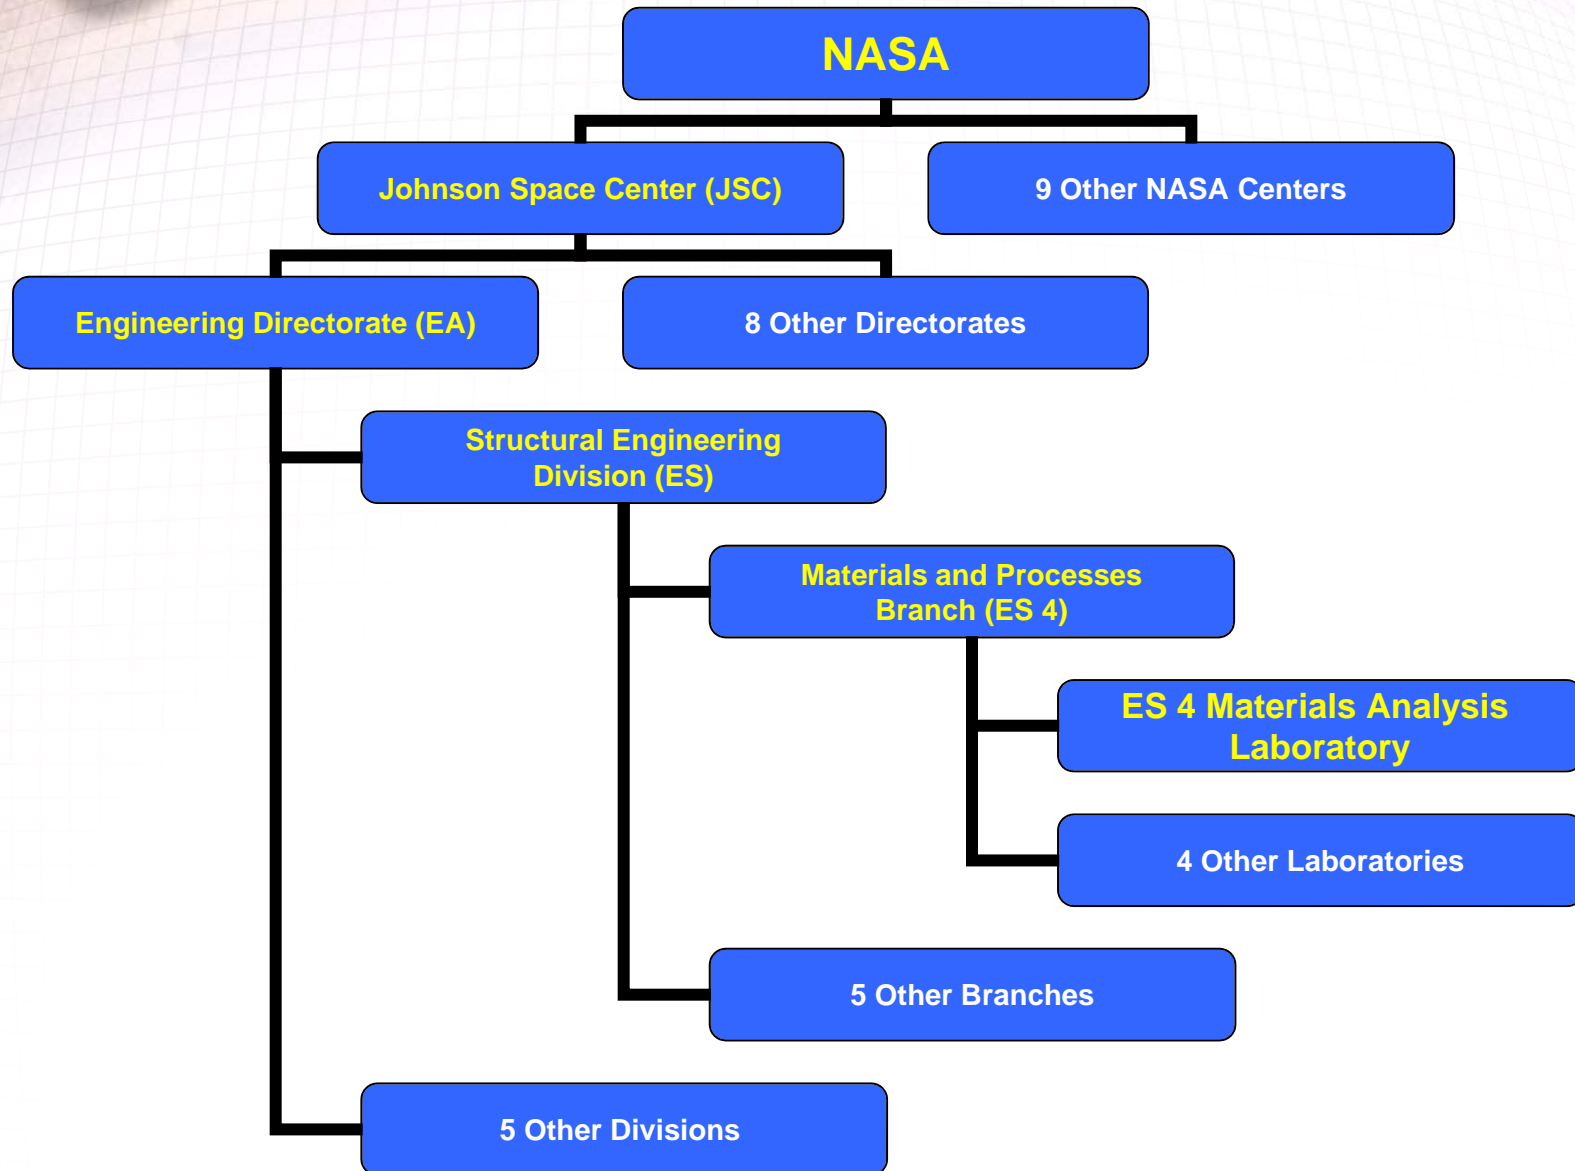 NASA
Johnson Space Center (JSC)
9 Other NASA Centers
Engineering Directorate (EA)
8 Other Directorates
Structural Engineering
Division (ES)
Materials and Processes
Branch (ES 4)
ES 4 Materials Analysis
Laboratory
4 Other Laboratories
5 Other Branches
5 Other Divisions